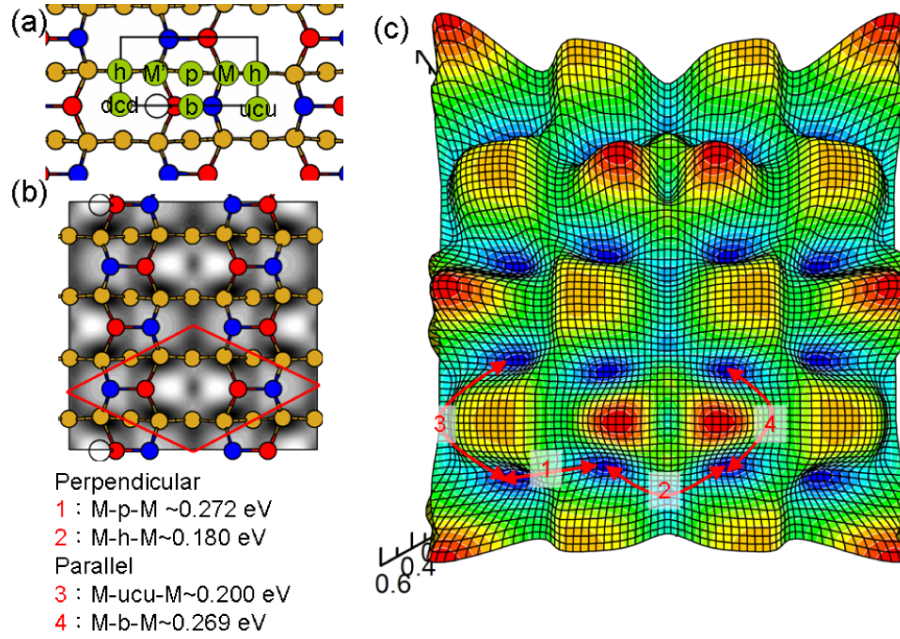 (a)
h M' p M h
dcd b ucu
(b)
Perpendicular
1 : M-p-M ~0.272 eV
2 : M-h-M~0.180 eV
Parallel
3 : M-ucu-M~0.200 eV
4 : M-b-M~0.269 eV
(c)
3
4
1
2
0
0.4
0.6